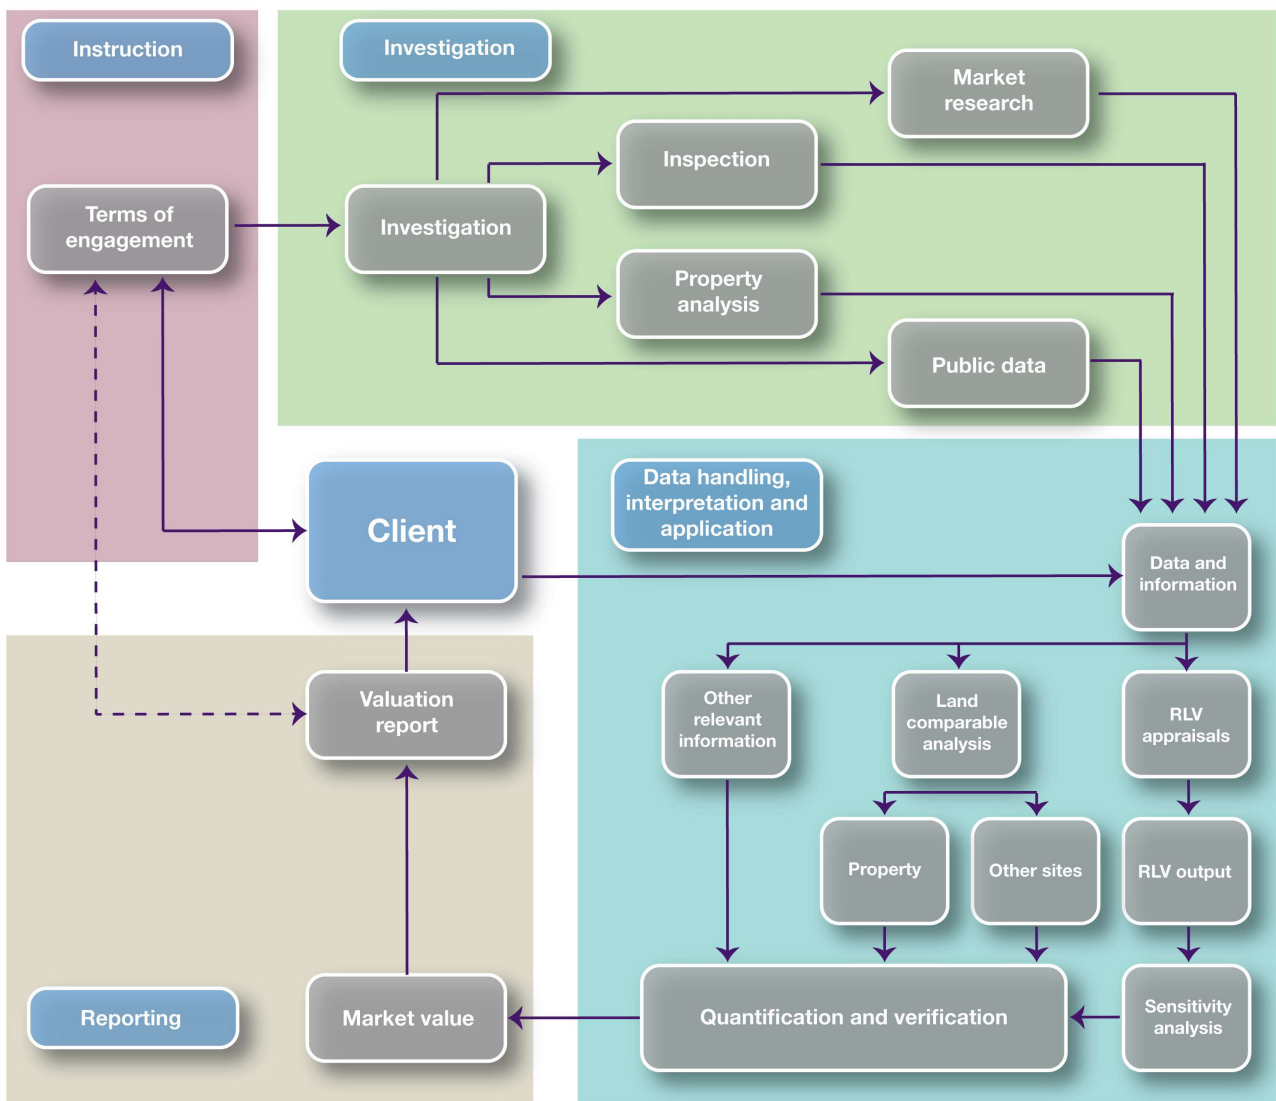 Instruction
Investigation
Market
research
Inspection
Terms of
engagement
Investigation
Property
analysis
Public data
Client
Data handling,
interpretation and
application
Data and
information
Valuation
report
Other
relevant
information
Land
comparable
analysis
RLV
appraisals
Property
Other sites
RLV output
Reporting
Market value
Quantification and verification
Sensitivity
analysis